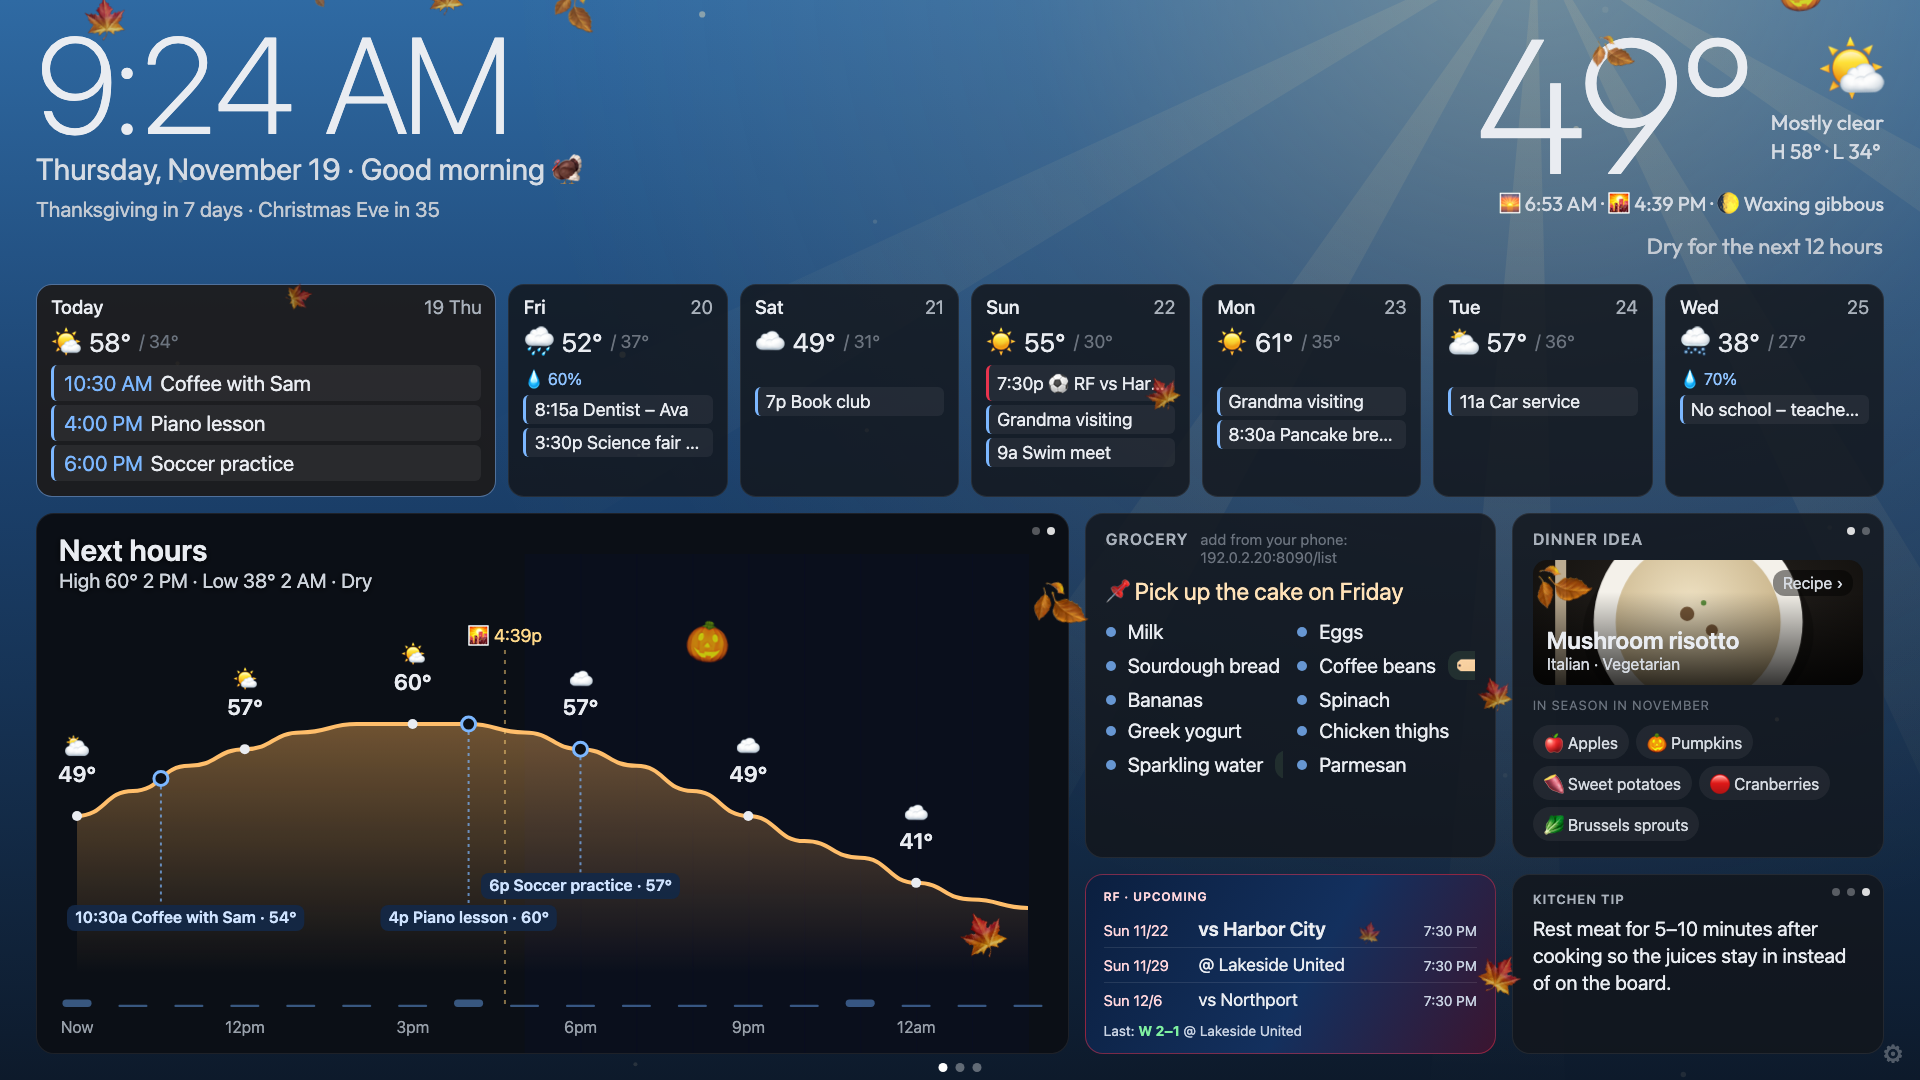 9:24 AM
Thursday, November 19 · Good morning
Thanksgiving in 7 days · Christmas Eve in 35
49°
Mostly clear
H 58° · L 34°
6:53 AM · 4:39 PM · Waxing gibbous
Dry for the next 12 hours
Today 19 Thu
58° / 34°
10:30 AM Coffee with Sam
4:00 PM Piano lesson
6:00 PM Soccer practice
Fri 20
52° / 37°
60%
8:15a Dentist – Ava
3:30p Science fair ...
Sat 21
49° / 31°
7p Book club
Sun 22
55° / 30°
7:30p RF vs Har...
Grandma visiting
9a Swim meet
Mon 23
61° / 35°
Grandma visiting
8:30a Pancake bre...
Tue 24
57° / 36°
11a Car service
Wed 25
38° / 27°
70%
No school – teache...
Next hours
High 60° 2 PM · Low 38° 2 AM · Dry
4:39p
49°
57°
60°
57°
49°
41°
10:30a Coffee with Sam · 54°
4p Piano lesson · 60°
6p Soccer practice · 57°
Now 12pm 3pm 6pm 9pm 12am
GROCERY add from your phone:
192.0.2.20:8090/list
Pick up the cake on Friday
Milk
Eggs
Sourdough bread
Coffee beans
Bananas
Spinach
Greek yogurt
Chicken thighs
Sparkling water
Parmesan
DINNER IDEA
Recipe ›
Mushroom risotto
Italian · Vegetarian
IN SEASON IN NOVEMBER
Apples
Pumpkins
Sweet potatoes
Cranberries
Brussels sprouts
RF · UPCOMING
Sun 11/22 vs Harbor City 7:30 PM
Sun 11/29 @ Lakeside United 7:30 PM
Sun 12/6 vs Northport 7:30 PM
Last: W 2–1 @ Lakeside United
KITCHEN TIP
Rest meat for 5–10 minutes after
cooking so the juices stay in instead
of on the board.